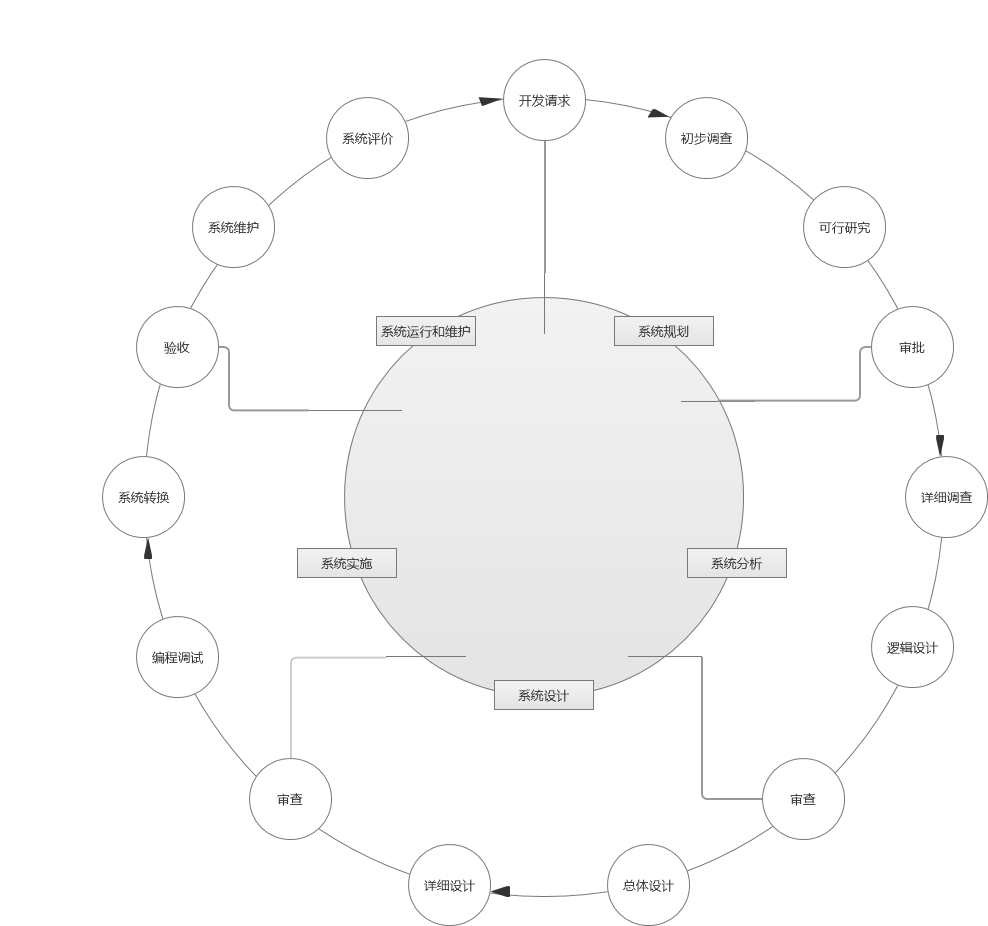 开发请求
系统评价
初步调查
系统维护
可行研究
系统运行和维护
系统规划
验收
审批
系统转换
详细调查
系统实施
系统分析
编程调试
逻辑设计
系统设计
审查
审查
详细设计
总体设计